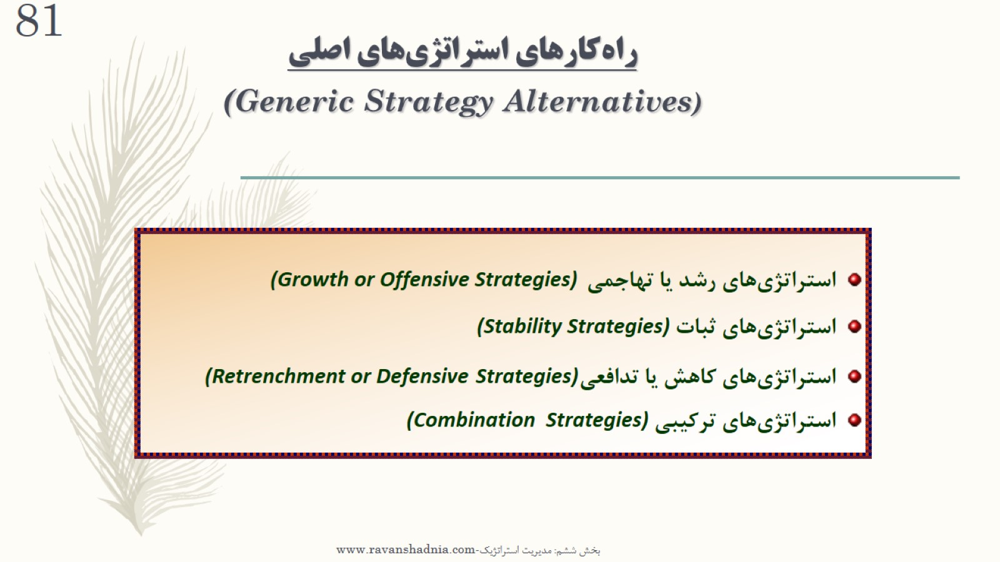 81
راه‌کارهای استراتژی‌های اصلی
(Generic Strategy Alternatives)
استراتژی‌های رشد یا تهاجمی (Growth or Offensive Strategies)
استراتژی‌های ثبات (Stability Strategies)
استراتژی‌های کاهش یا تدافعی(Retrenchment or Defensive Strategies)
استراتژی‌های ترکیبی (Combination Strategies)
بخش ششم: مدیریت استراتژیک-www.ravanshadnia.com